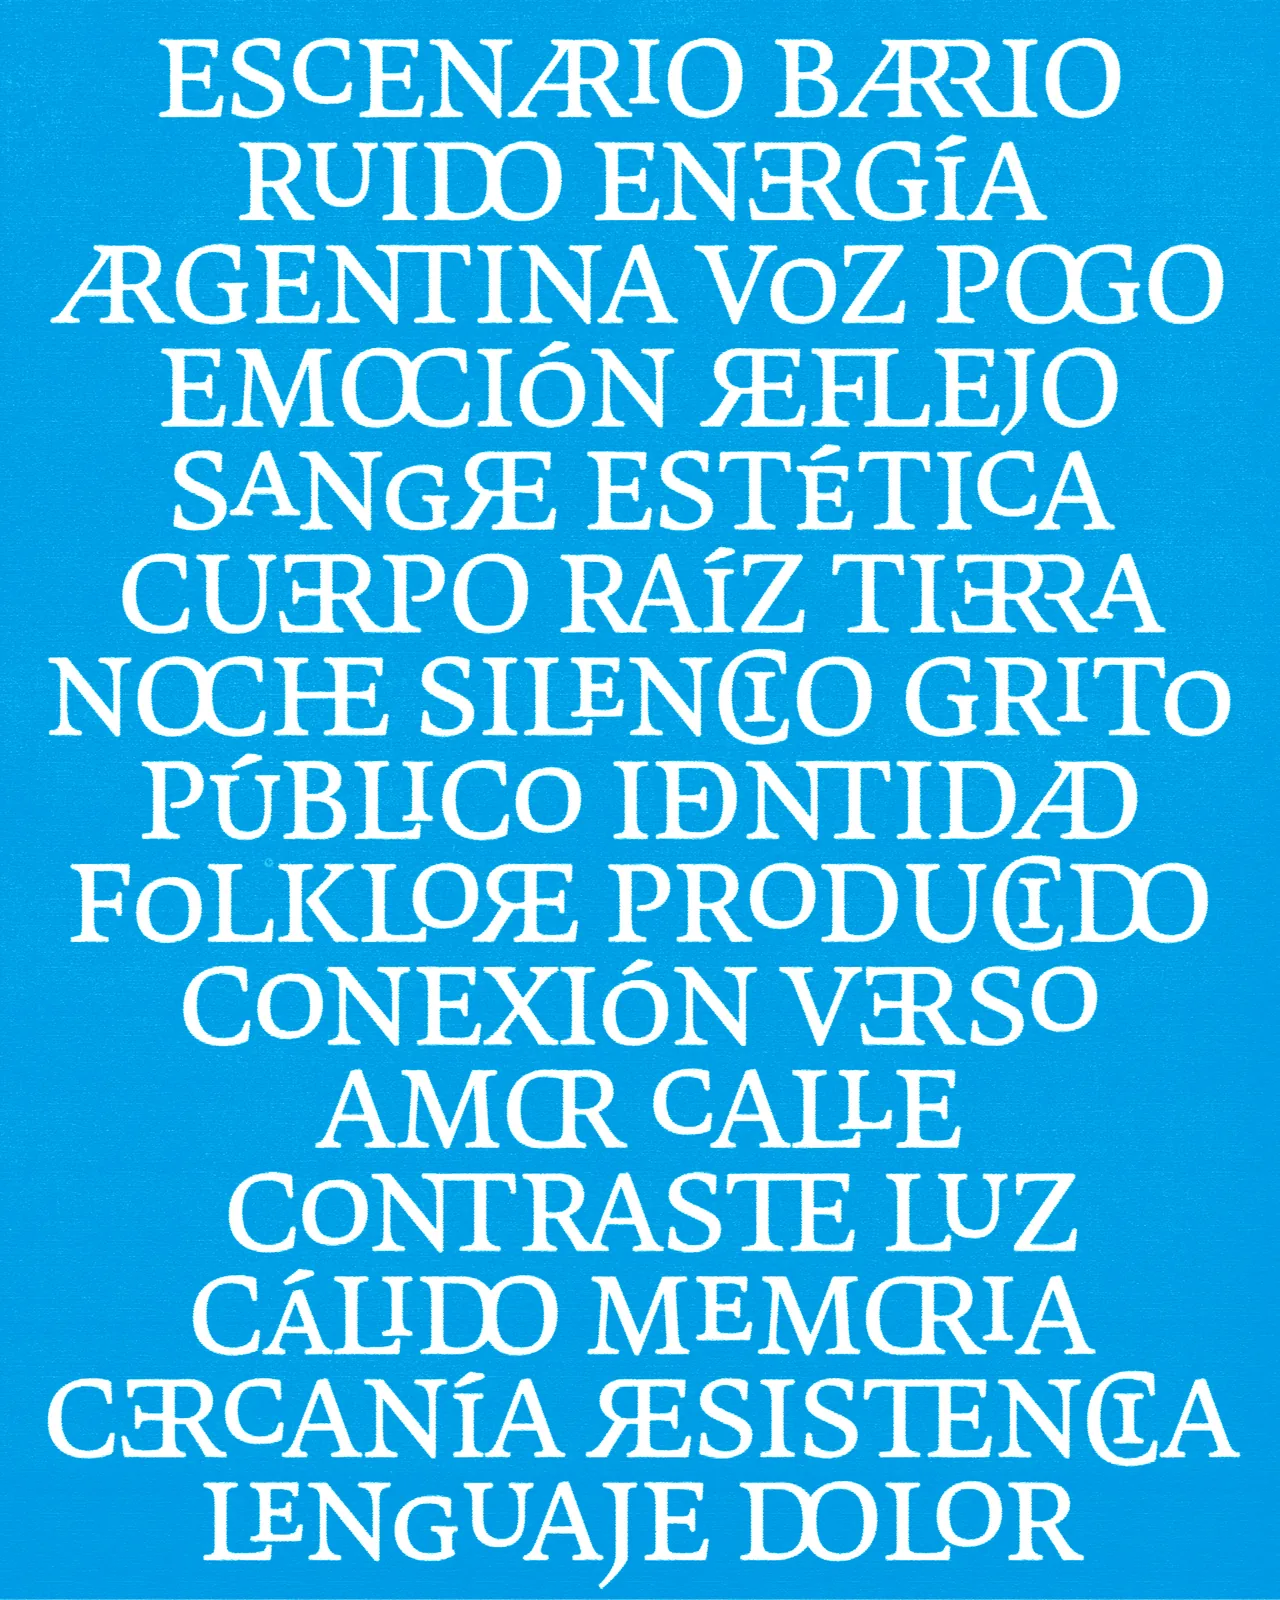 ESCENARIO BARRIO
RUIDO ENERGÍA
ARGENTINA VOZ POGO
EMOCIÓN REFLEJO
SANGRE ESTÉTICA
CUERPO RAÍZ TIERRA
NOCHE SILENCIO GRITO
PÚBLICO IDENTIDAD
FOLKLORE PRODUCIDO
CONEXIÓN VERSO
AMOR CALLE
CONTRASTE LUZ
CÁLIDO MEMORIA
CERCANÍA RESISTENCIA
LENGUAJE DOLOR